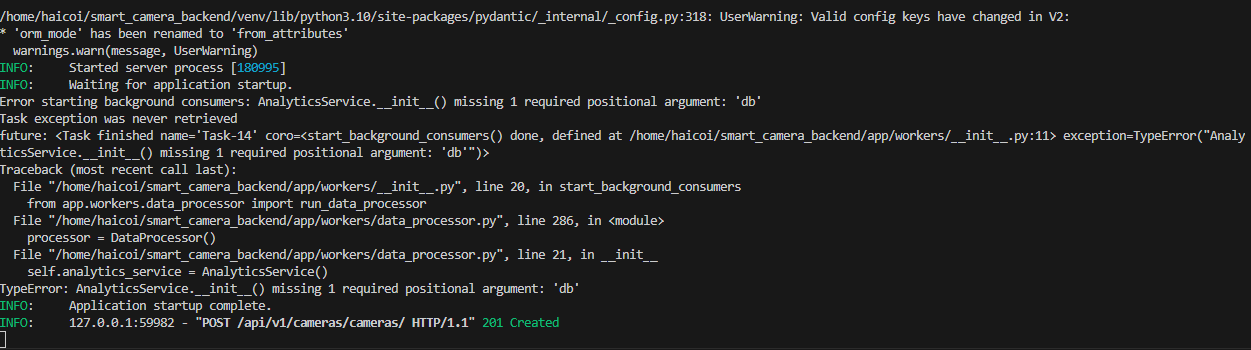 /home/haicoi/smart_camera_backend/venv/lib/python3.10/site-packages/pydantic/_internal/_config.py:318: UserWarning: Valid config keys have changed in V2:
* 'orm_mode' has been renamed to 'from_attributes'
  warnings.warn(message, UserWarning)
INFO:     Started server process [180995]
INFO:     Waiting for application startup.
Error starting background consumers: AnalyticsService.__init__() missing 1 required positional argument: 'db'
Task exception was never retrieved
future: <Task finished name='Task-14' coro=<start_background_consumers() done, defined at /home/haicoi/smart_camera_backend/app/workers/__init__.py:11> exception=TypeError("Analy
ticsService.__init__() missing 1 required positional argument: 'db'")>
Traceback (most recent call last):
  File "/home/haicoi/smart_camera_backend/app/workers/__init__.py", line 20, in start_background_consumers
    from app.workers.data_processor import run_data_processor
  File "/home/haicoi/smart_camera_backend/app/workers/data_processor.py", line 286, in <module>
    processor = DataProcessor()
  File "/home/haicoi/smart_camera_backend/app/workers/data_processor.py", line 21, in __init__
    self.analytics_service = AnalyticsService()
TypeError: AnalyticsService.__init__() missing 1 required positional argument: 'db'
INFO:     Application startup complete.
INFO:     127.0.0.1:59982 - "POST /api/v1/cameras/cameras/ HTTP/1.1" 201 Created